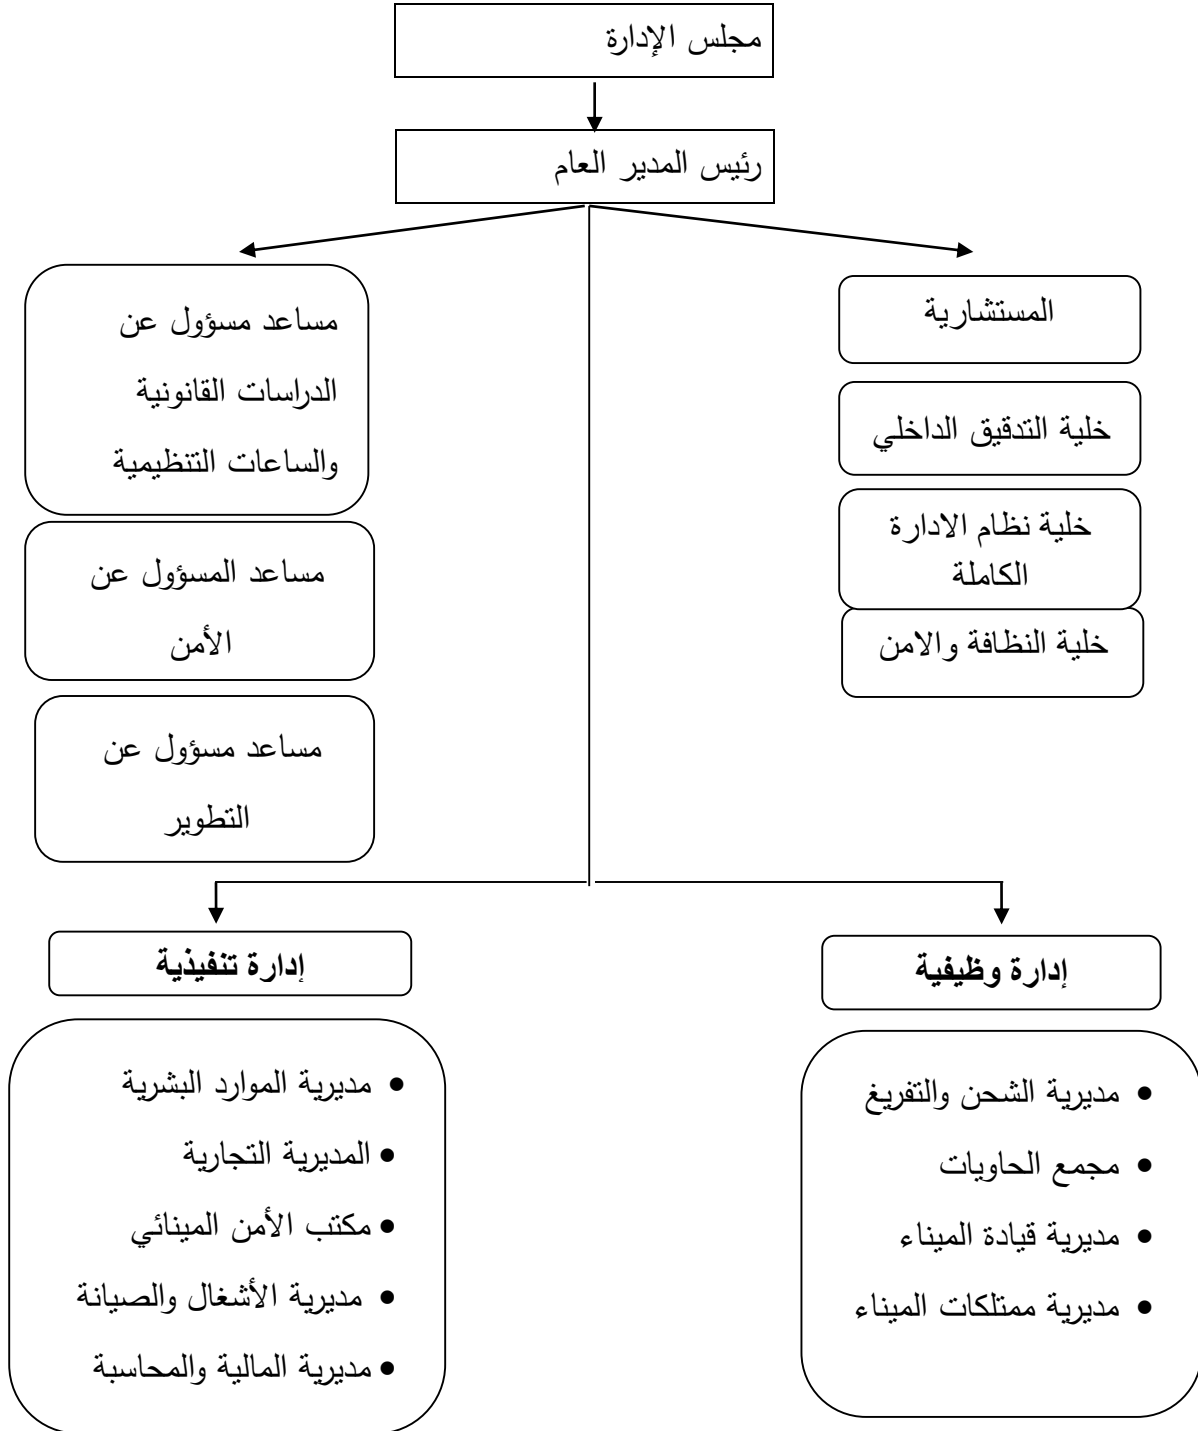 مجلس الإدارة
رئيس المدير العام
المستشارية
خلية التدقيق الداخلي
خلية نظام الادارة
الكاملة
خلية النظافة والامن
مساعد مسؤول عن
الدراسات القانونية
والساعات التنظيمية
مساعد المسؤول عن
الأمن
مساعد مسؤول عن
التطوير
إدارة وظيفية
• مديرية الشحن والتفريغ
• مجمع الحاويات
• مديرية قيادة الميناء
• مديرية ممتلكات الميناء
إدارة تنفيذية
• مديرية الموارد البشرية
• المديرية التجارية
• مكتب الأمن المينائي
• مديرية الأشغال والصيانة
• مديرية المالية والمحاسبة